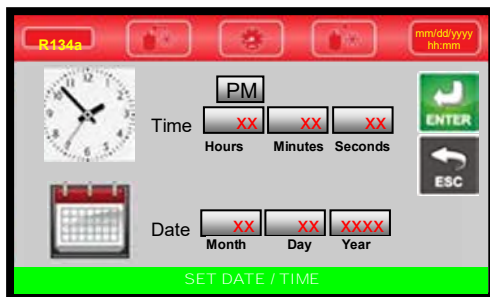 R134a
mm/dd/yyyy
hh:mm
12
PM
Time XX XX XX
Hours Minutes Seconds
ENTER
ESC
Date XX XX XXXX
Month Day Year
SET DATE / TIME